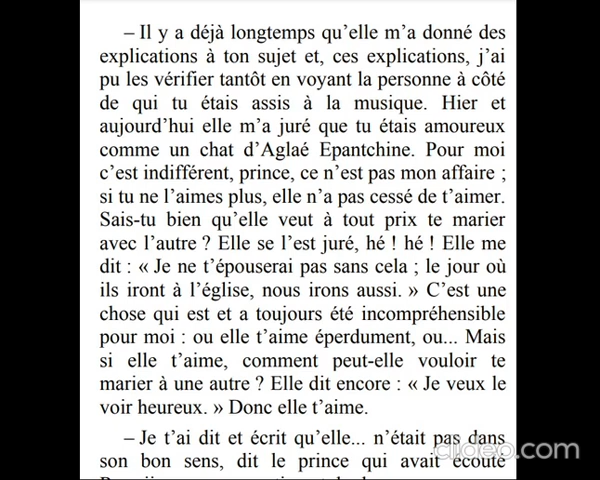 – Il y a déjà longtemps qu’elle m’a donné des
explications à ton sujet et, ces explications, j’ai
pu les vérifier tantôt en voyant la personne à côté
de qui tu étais assis à la musique. Hier et
aujourd’hui elle m’a juré que tu étais amoureux
comme un chat d’Aglaé Epantchine. Pour moi
c’est indifférent, prince, ce n’est pas mon affaire ;
si tu ne l’aimes plus, elle n’a pas cessé de t’aimer.
Sais-tu bien qu’elle veut à tout prix te marier
avec l’autre ? Elle se l’est juré, hé ! hé ! Elle me
dit : « Je ne t’épouserai pas sans cela ; le jour où
ils iront à l’église, nous irons aussi. » C’est une
chose qui est et a toujours été incompréhensible
pour moi : ou elle t’aime éperdument, ou... Mais
si elle t’aime, comment peut-elle vouloir te
marier à une autre ? Elle dit encore : « Je veux le
voir heureux. » Donc elle t’aime.
– Je t’ai dit et écrit qu’elle... n’était pas dans
son bon sens, dit le prince qui avait écouté
clideo.com